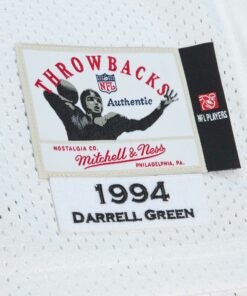 THROWBACKS
NFL
Authentic
NOSTALGIA CO.
Mitchell & Ness
PHILADELPHIA, PA.
NFL PLAYERS
1994
DARRELL GREEN